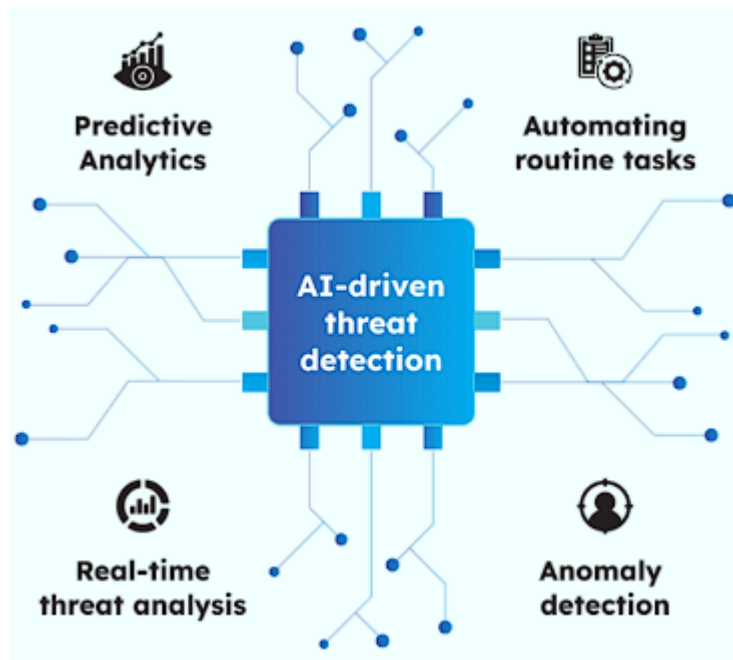 Predictive
Analytics
Automating
routine tasks
AI-driven
threat
detection
Real-time
threat analysis
Anomaly
detection